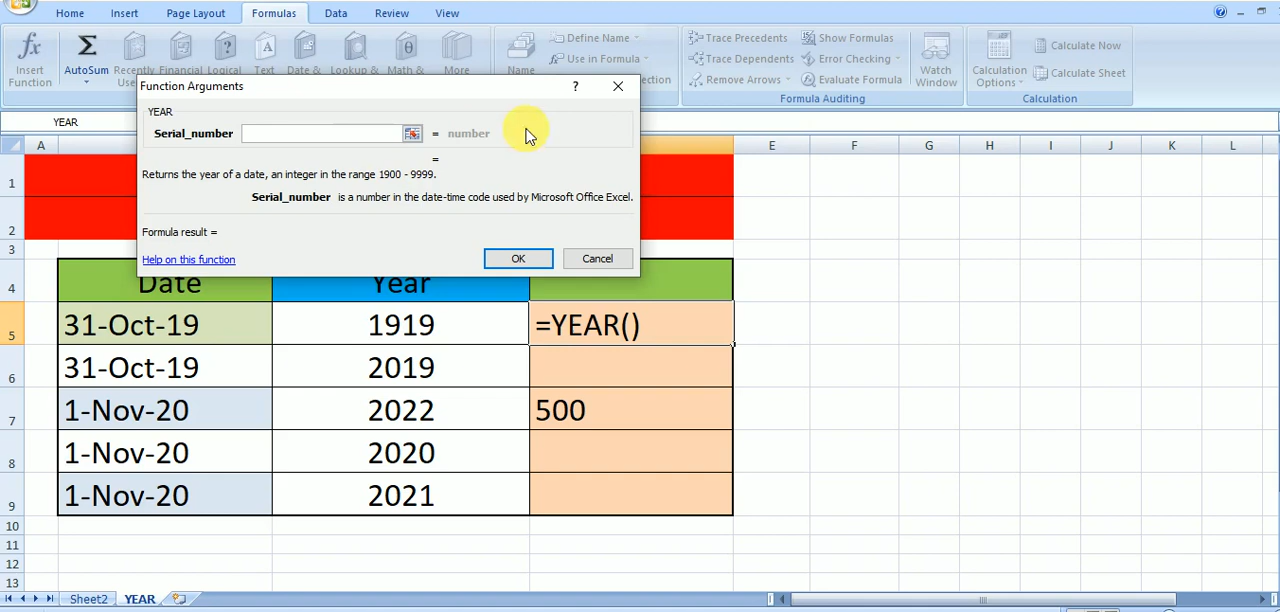 Home Insert Page Layout Formulas Data Review View
fx Σ ? A θ Define Name Trace Precedents Show Formulas Calculate Now
fx Use in Formula Trace Dependents Error Checking
Insert Function AutoSum Recently Financial Logical Text Date & Lookup & Math & More Name Remove Arrows Evaluate Formula Watch Window Calculation Options Calculate Sheet
Formula Auditing Calculation
Function Arguments ?
YEAR
YEAR
Serial_number = number
=
Returns the year of a date, an integer in the range 1900 - 9999.
Serial_number is a number in the date-time code used by Microsoft Office Excel.
Formula result =
Help on this function OK Cancel
A E F G H I J K L
1
2
3
4 Date Year
5 31-Oct-19 1919 =YEAR()
6 31-Oct-19 2019
7 1-Nov-20 2022 500
8 1-Nov-20 2020
9 1-Nov-20 2021
10
11
12
13
Sheet2 YEAR